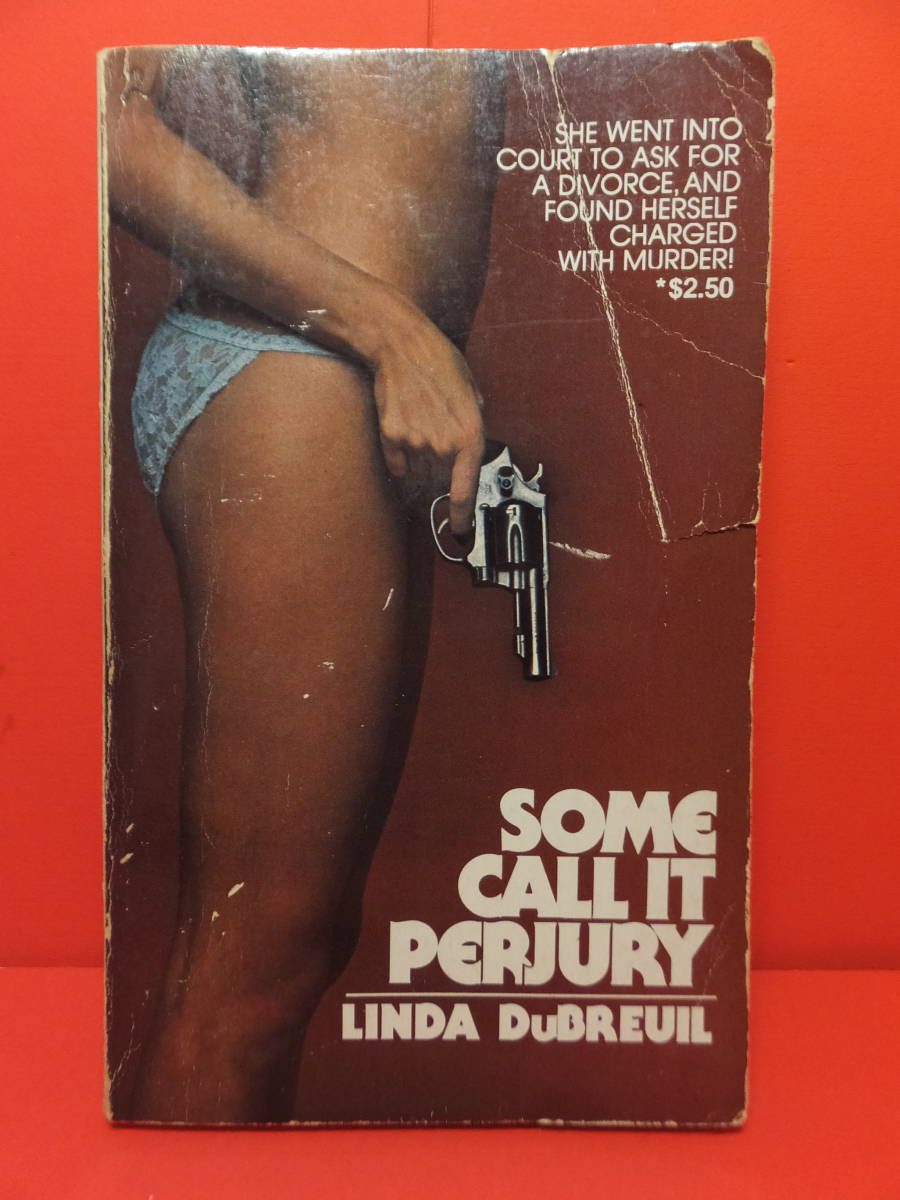 SHE WENT INTO
COURT TO ASK FOR
A DIVORCE, AND
FOUND HERSELF
CHARGED
WITH MURDER!
*$2.50
SOME
CALL IT
PERJURY
LINDA DuBREUIL